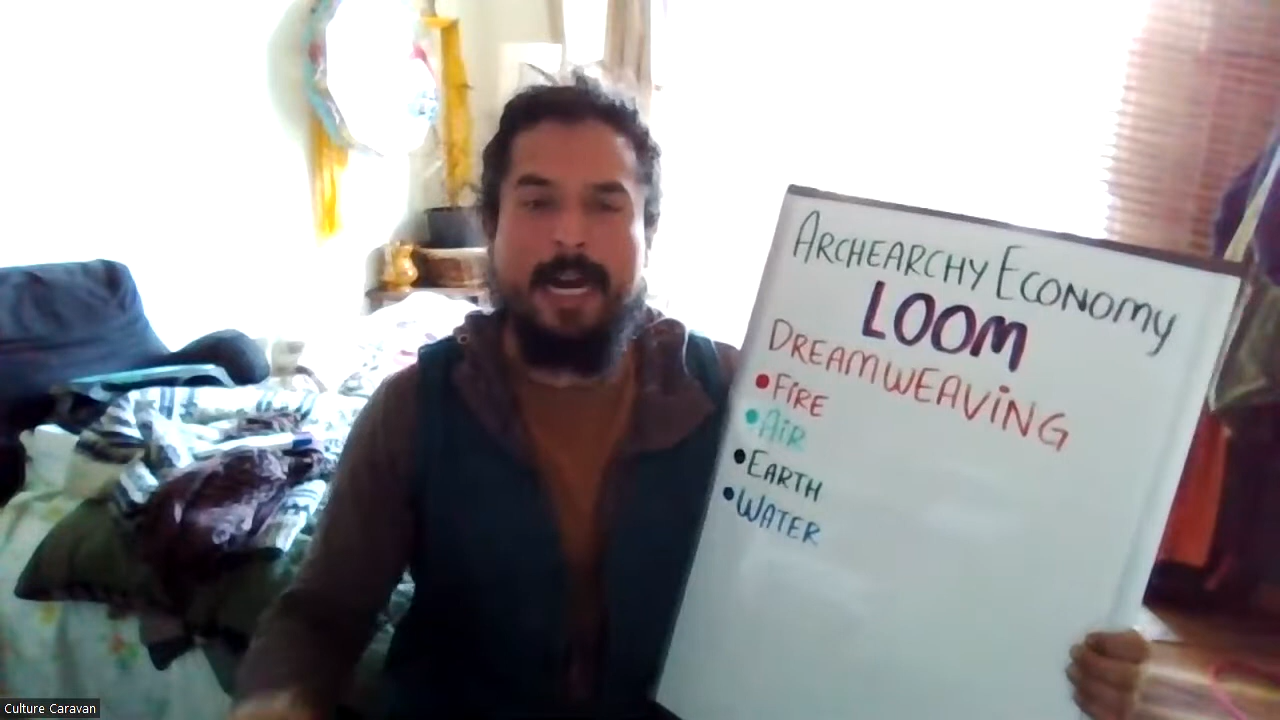 ARCHEARCHY ECONOMY
LOOM
DREAMWEAVING
• FIRE
• AIR
• EARTH
• WATER
Culture Caravan